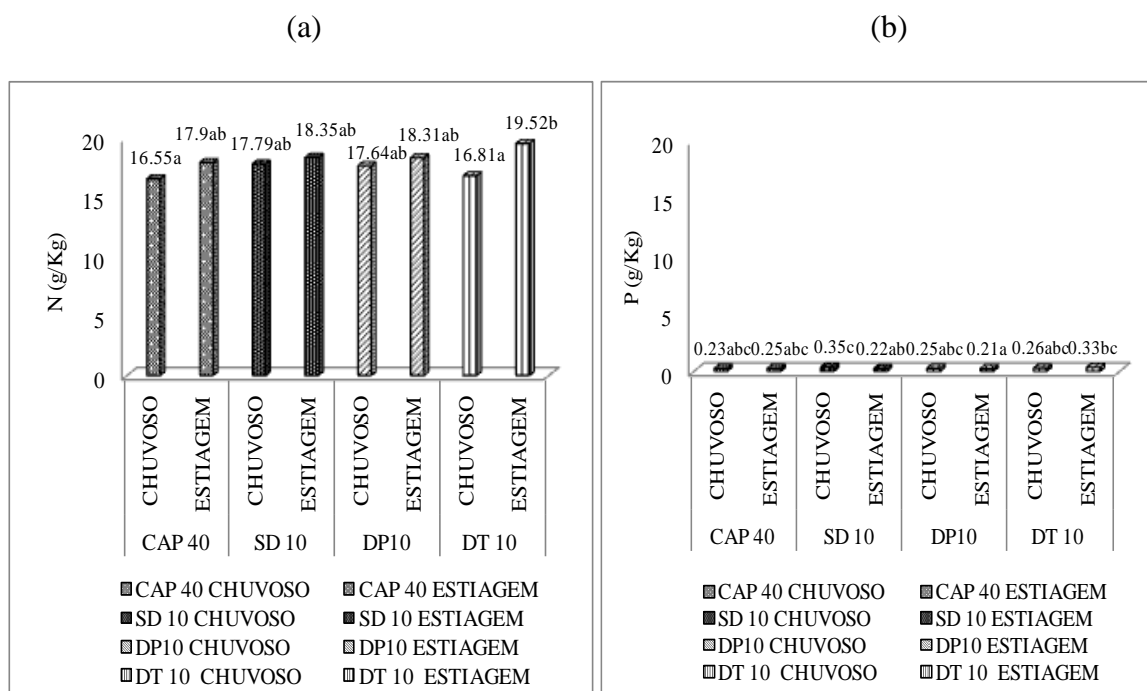 (a)
20
15
10
5
0
N (g/Kg)
16.55a
17.9ab
17.79ab
18.35ab
17.64ab
18.31ab
16.81a
19.52b
CHUVOSO
ESTIAGEM
CHUVOSO
ESTIAGEM
CHUVOSO
ESTIAGEM
CHUVOSO
ESTIAGEM
CAP 40
SD 10
DP10
DT 10
CAP 40 CHUVOSO
CAP 40 ESTIAGEM
SD 10 CHUVOSO
SD 10 ESTIAGEM
DP10 CHUVOSO
DP10 ESTIAGEM
DT 10 CHUVOSO
DT 10 ESTIAGEM
(b)
20
15
10
5
0
P (g/Kg)
0.23abc
0.25abc
0.35c
0.22ab
0.25abc
0.21a
0.26abc
0.33bc
CHUVOSO
ESTIAGEM
CHUVOSO
ESTIAGEM
CHUVOSO
ESTIAGEM
CHUVOSO
ESTIAGEM
CAP 40
SD 10
DP10
DT 10
CAP 40 CHUVOSO
CAP 40 ESTIAGEM
SD 10 CHUVOSO
SD 10 ESTIAGEM
DP10 CHUVOSO
DP10 ESTIAGEM
DT 10 CHUVOSO
DT 10 ESTIAGEM